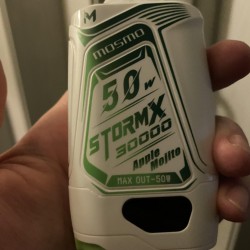 M
MOSMO
50W
STORMX
30000
Apple
Mojito
MAX OUT-50W